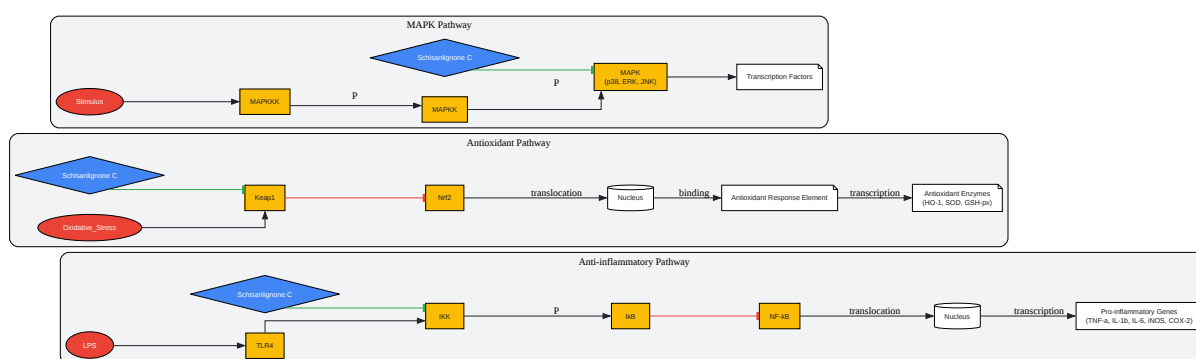 MAPK Pathway
Schisanlignone C
MAPK
(p38, ERK, JNK)
Transcription Factors
P
Stimulus
MAPKKK
P
MAPKK
Antioxidant Pathway
Schisanlignone C
Keap1
Nrf2
translocation
Nucleus
binding
Antioxidant Response Element
transcription
Antioxidant Enzymes
(HO-1, SOD, GSH-px)
Oxidative_Stress
Anti-inflammatory Pathway
Schisanlignone C
IKK
P
IkB
NF-kB
translocation
Nucleus
transcription
Pro-inflammatory Genes
(TNF-a, IL-1b, IL-6, iNOS, COX-2)
LPS
TLR4